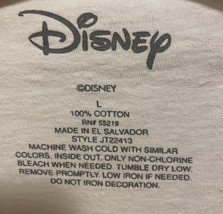 Disney
©DISNEY
L
100% COTTON
RN# 55219
MADE IN EL SALVADOR
STYLE JT22413
MACHINE WASH COLD WITH SIMILAR
COLORS, INSIDE OUT. ONLY NON-CHLORINE
BLEACH WHEN NEEDED. TUMBLE DRY LOW.
REMOVE PROMPTLY. LOW IRON IF NEEDED.
DO NOT IRON DECORATION.